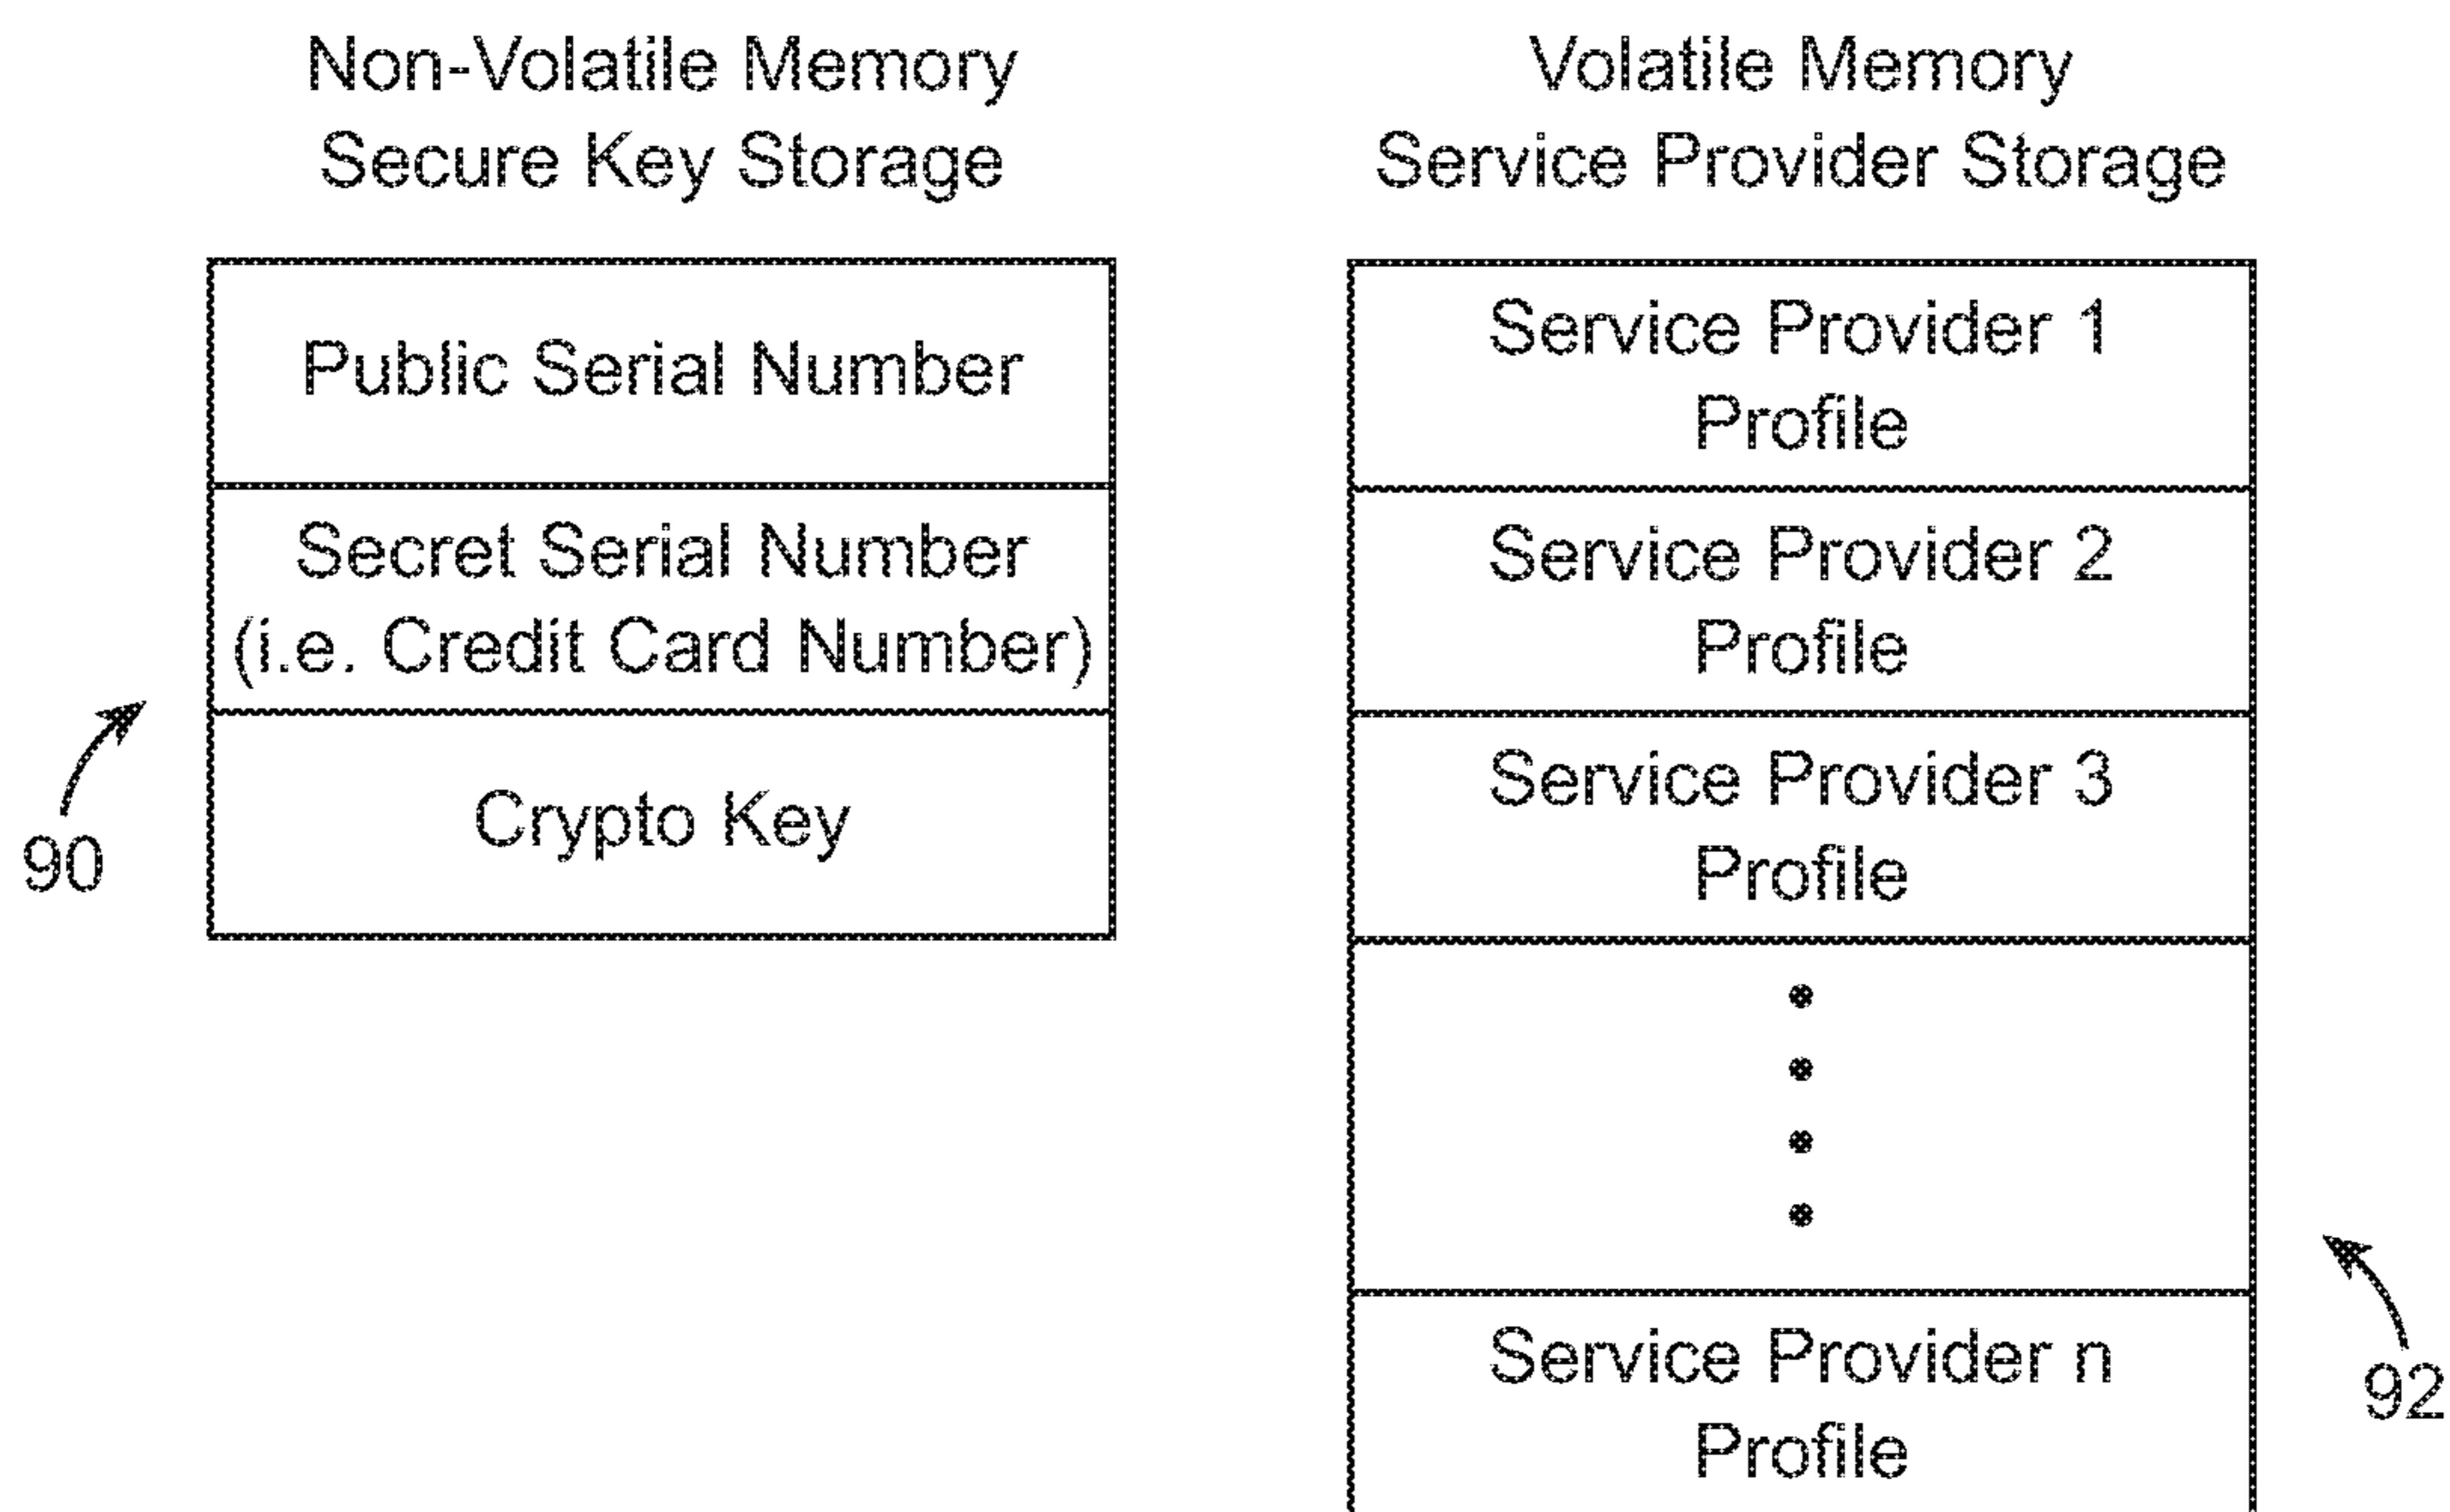 Non-Volatile Memory
Secure Key Storage
Public Serial Number
Secret Serial Number
(i.e. Credit Card Number)
Crypto Key
90
Volatile Memory
Service Provider Storage
Service Provider 1
Profile
Service Provider 2
Profile
Service Provider 3
Profile
Service Provider n
Profile
92